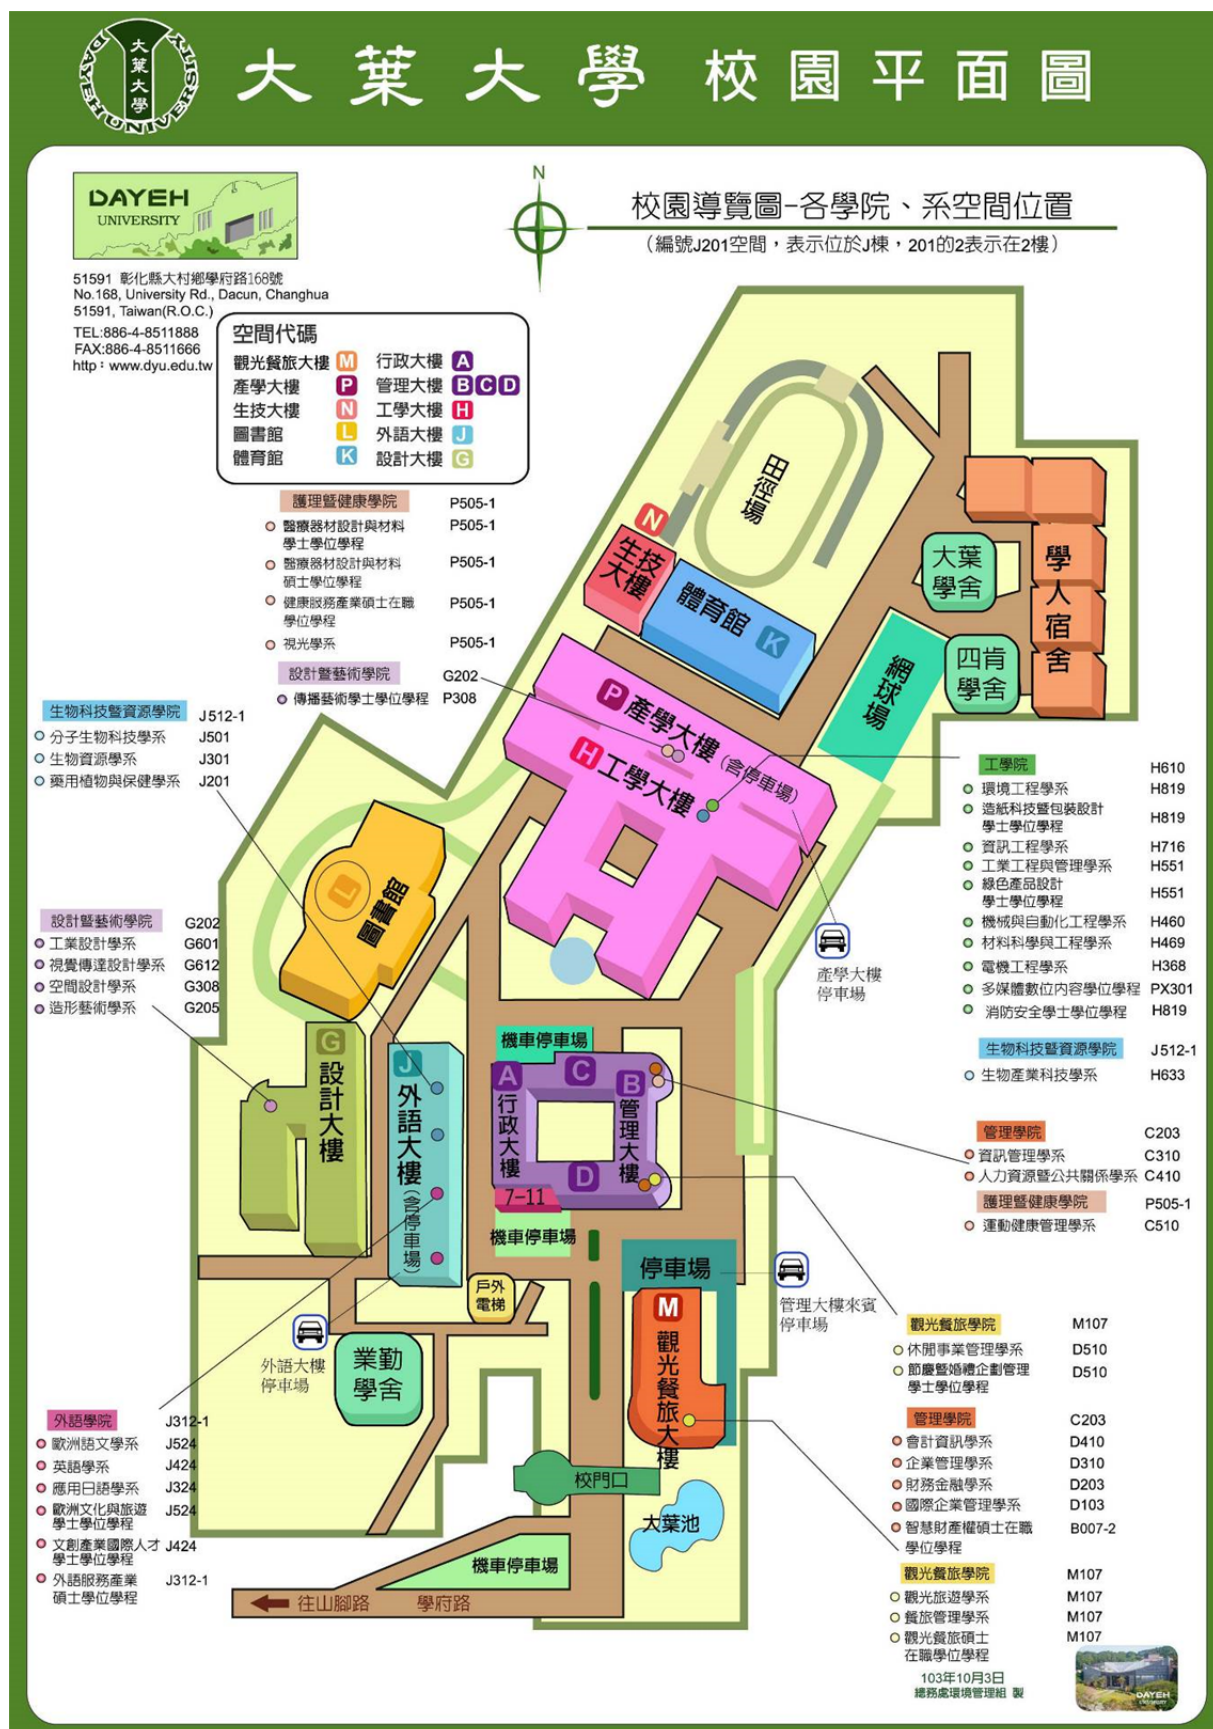 大葉大學
DAYEH UNIVERSITY
大葉大學 校園平面圖
DAYEH
UNIVERSITY
51591 彰化縣大村鄉學府路168號
No.168, University Rd., Dacun, Changhua
51591, Taiwan(R.O.C.)
TEL:886-4-8511888
FAX:886-4-8511666
http：www.dyu.edu.tw
N
校園導覽圖-各學院、系空間位置
（編號J201空間，表示位於J棟，201的2表示在2樓）
空間代碼
觀光餐旅大樓 M 行政大樓 A
產學大樓 P 管理大樓 B C D
生技大樓 N 工學大樓 H
圖書館 L 外語大樓 J
體育館 K 設計大樓 G
護理暨健康學院 P505-1
醫療器材設計與材料 P505-1
學士學位學程
醫療器材設計與材料 P505-1
碩士學位學程
健康服務產業碩士在職 P505-1
學位學程
視光學系 P505-1
設計暨藝術學院 G202
傳播藝術學士學位學程 P308
生物科技暨資源學院 J512-1
分子生物科技學系 J501
生物資源學系 J301
藥用植物與保健學系 J201
設計暨藝術學院 G202
工業設計學系 G601
視覺傳達設計學系 G612
空間設計學系 G308
造形藝術學系 G205
外語學院 J312-1
歐洲語文學系 J524
英語學系 J424
應用日語學系 J324
歐洲文化與旅遊 J524
學士學位學程
文創產業國際人才 J424
學士學位學程
外語服務產業 J312-1
碩士學位學程
田徑場
N
生技
大樓
體育館 K
大葉
學舍
四肯
學舍
學人宿舍
網球場
P 產學大樓（含停車場）
H 工學大樓
L
圖書館
產學大樓
停車場
G
設計大樓
J
外語大樓（含停車場）
機車停車場
A
行政大樓
C
B
管理大樓
D
7-11
機車停車場
戶外
電梯
停車場
管理大樓來賓
停車場
M
觀光餐旅大樓
外語大樓
停車場
業勤
學舍
校門口
大葉池
機車停車場
往山腳路 學府路
工學院 H610
環境工程學系 H819
造紙科技暨包裝設計 H819
學士學位學程
資訊工程學系 H716
工業工程與管理學系 H551
綠色產品設計 H551
學士學位學程
機械與自動化工程學系 H460
材料科學與工程學系 H469
電機工程學系 H368
多媒體數位內容學位學程 PX301
消防安全學士學位學程 H819
生物科技暨資源學院 J512-1
生物產業科技學系 H633
管理學院 C203
資訊管理學系 C310
人力資源暨公共關係學系 C410
護理暨健康學院 P505-1
運動健康管理學系 C510
觀光餐旅學院 M107
休閒事業管理學系 D510
節慶暨婚禮企劃管理 D510
學士學位學程
管理學院 C203
會計資訊學系 D410
企業管理學系 D310
財務金融學系 D203
國際企業管理學系 D103
智慧財產權碩士在職 B007-2
學位學程
觀光餐旅學院 M107
觀光旅遊學系 M107
餐旅管理學系 M107
觀光餐旅碩士 M107
在職學位學程
103年10月3日
總務處環境管理組 製
DAYEH
UNIVERSITY